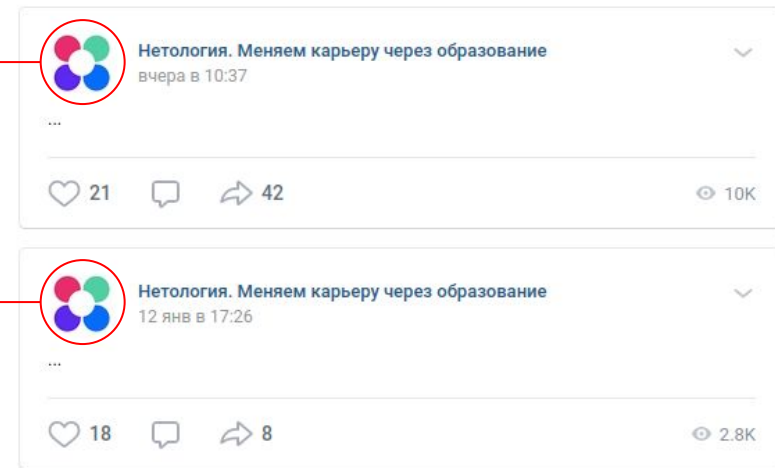 Нетология. Меняем карьеру через образование
вчера в 10:37
...
21 42 10K
Нетология. Меняем карьеру через образование
12 янв в 17:26
...
18 8 2.8K